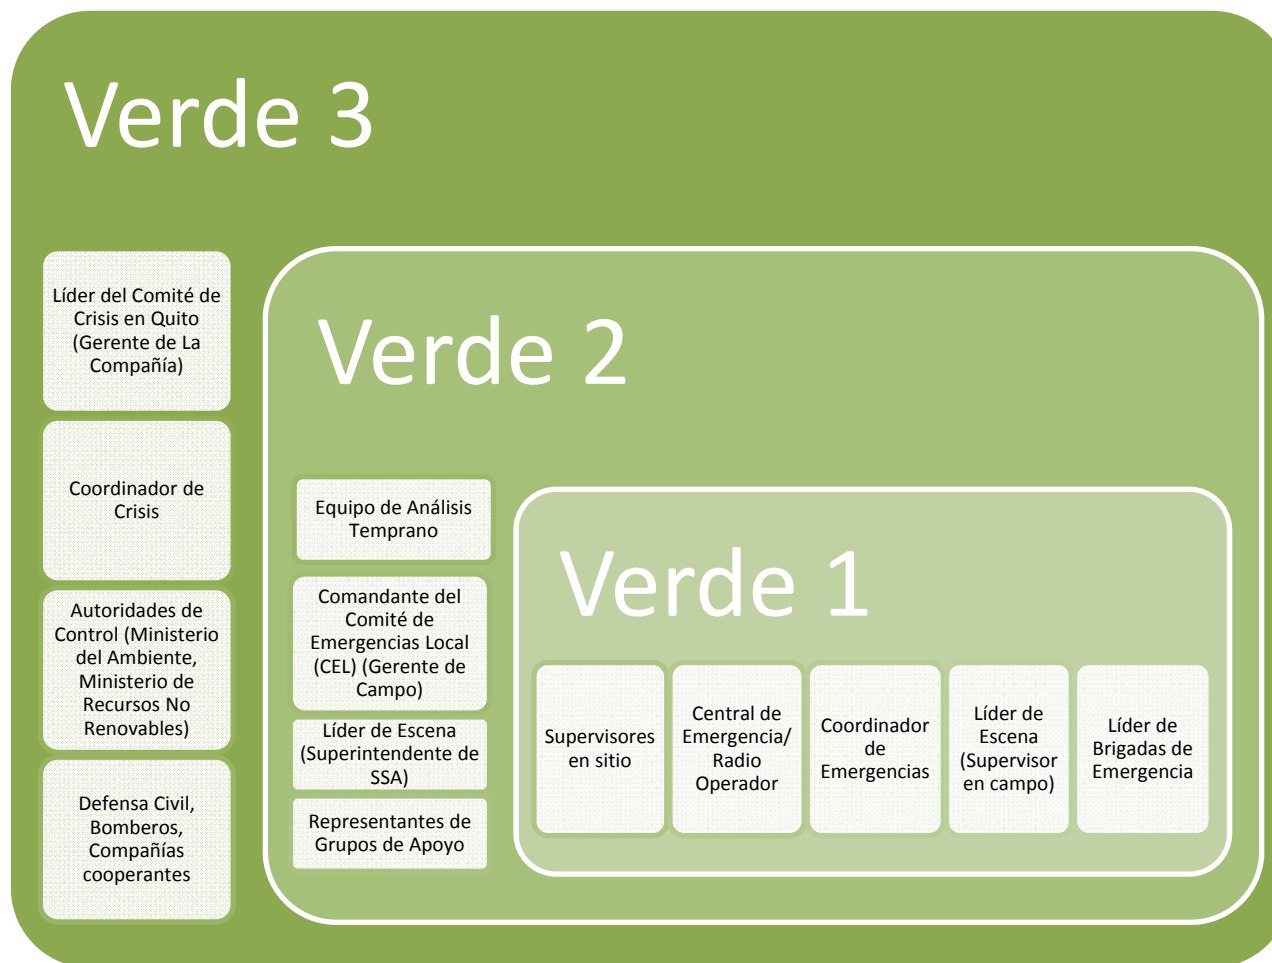 Verde 3
Líder del Comité de
Crisis en Quito
(Gerente de La
Compañía)
Coordinador de
Crisis
Autoridades de
Control (Ministerio
del Ambiente,
Ministerio de
Recursos No
Renovables)
Defensa Civil,
Bomberos,
Compañías
cooperantes
Verde 2
Equipo de Análisis
Temprano
Comandante del
Comité de
Emergencias Local
(CEL) (Gerente de
Campo)
Líder de Escena
(Superintendente de
SSA)
Representantes de
Grupos de Apoyo
Verde 1
Supervisores
en sitio
Central de
Emergencia/
Radio
Operador
Coordinador
de
Emergencias
Líder de
Escena
(Supervisor
en campo)
Líder de
Brigadas de
Emergencia